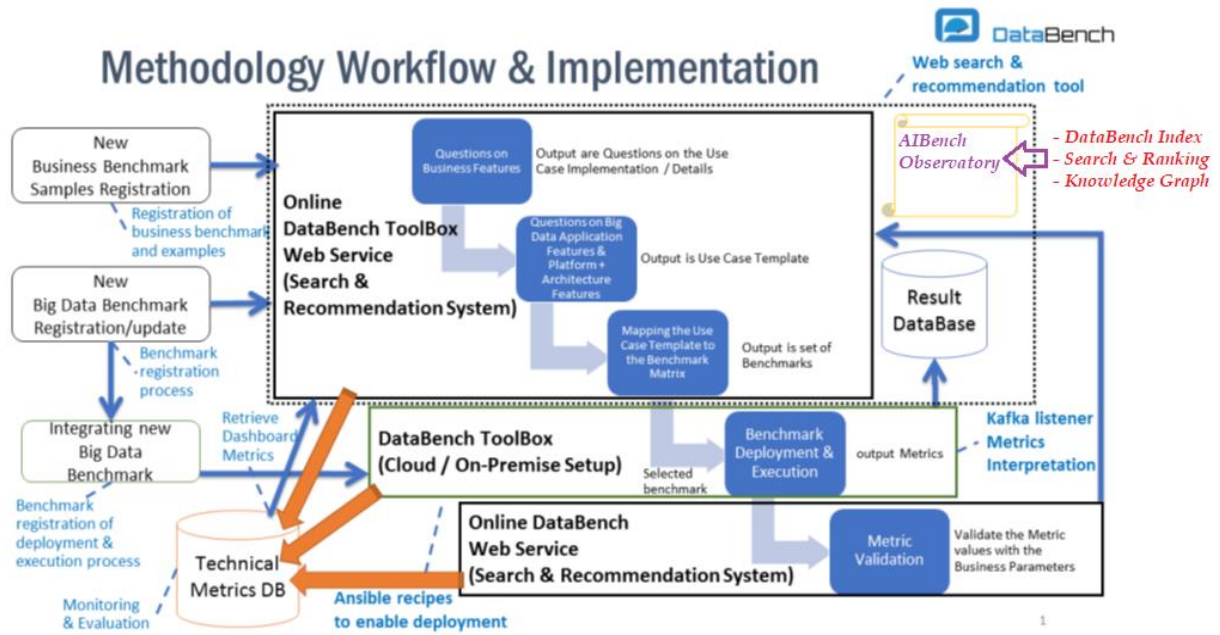 DataBench
Methodology Workflow & Implementation
Web search &
recommendation tool
New
Business Benchmark
Samples Registration
Registration of
business benchmark
and examples
New
Big Data Benchmark
Registration/update
Benchmark
registration
process
Integrating new
Big Data
Benchmark
Benchmark
registration of
deployment &
execution process
Monitoring
& Evaluation
Retrieve
Dashboard
Metrics
Technical
Metrics DB
Online
DataBench ToolBox
Web Service
(Search &
Recommendation System)
Questions on
Business Features
Output are Questions on the Use
Case Implementation / Details
Questions on Big
Data Application
Features &
Platform +
Architecture
Features
Output is Use Case Template
Mapping the Use
Case Template to
the Benchmark
Matrix
Output is set of
Benchmarks
AIBench
Observatory
- DataBench Index
- Search & Ranking
- Knowledge Graph
Result
DataBase
DataBench ToolBox
(Cloud / On-Premise Setup)
Selected
benchmark
Benchmark
Deployment &
Execution
output Metrics
Kafka listener
Metrics
Interpretation
Online DataBench
Web Service
(Search & Recommendation System)
Metric
Validation
Validate the Metric
values with the
Business Parameters
Ansible recipes
to enable deployment
1